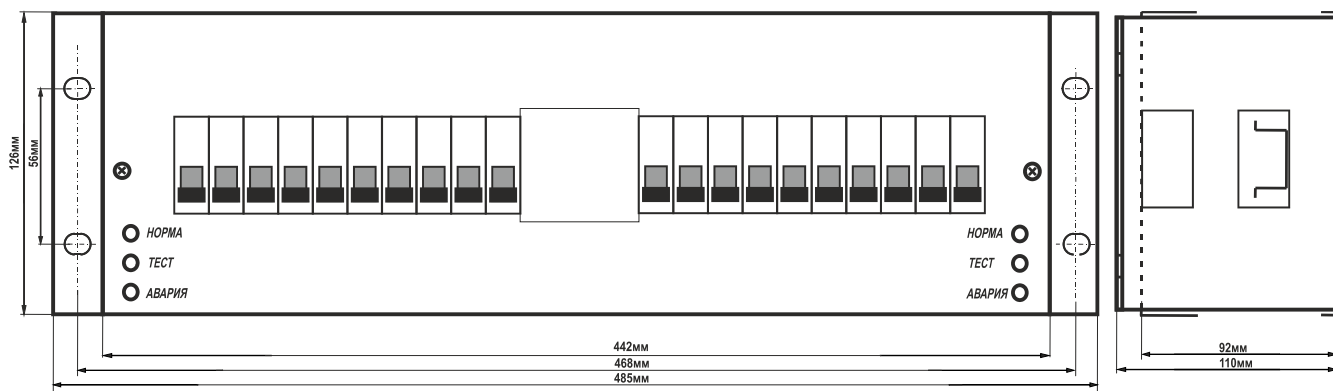 126мм
56мм
НОРМА
ТЕСТ
АВАРИЯ
НОРМА
ТЕСТ
АВАРИЯ
442мм
468мм
485мм
92мм
110мм